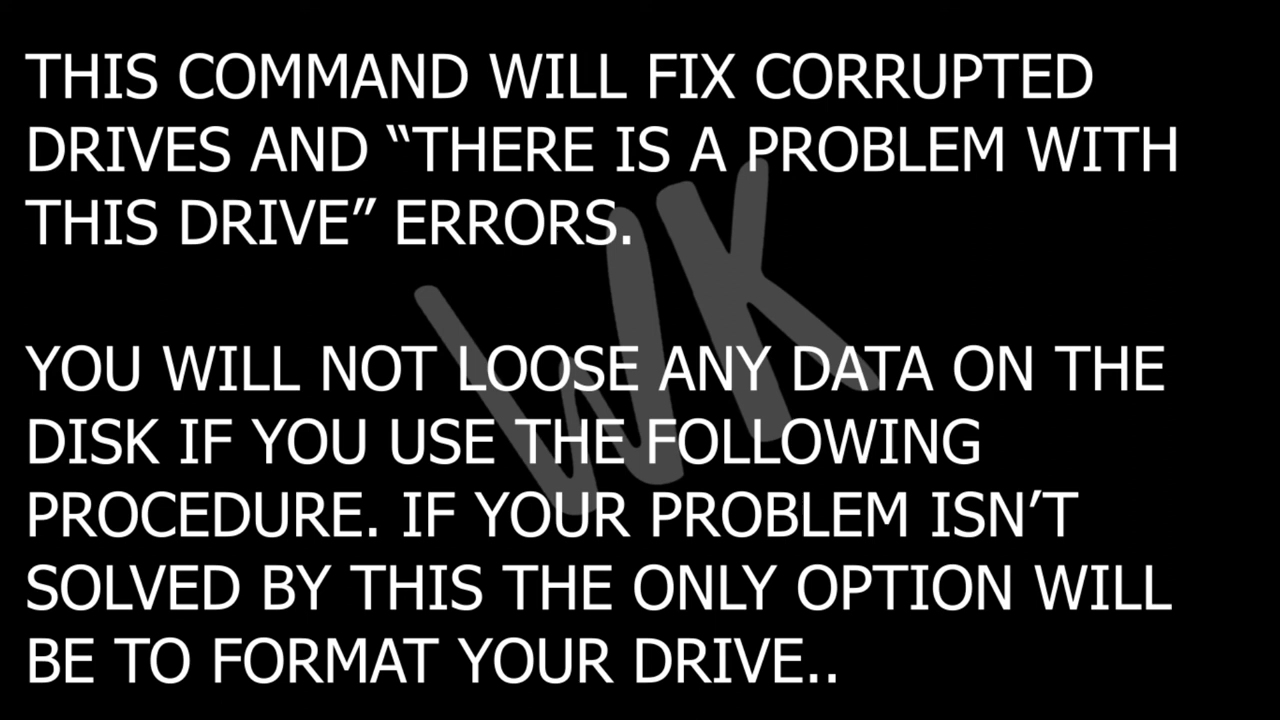 THIS COMMAND WILL FIX CORRUPTED
DRIVES AND “THERE IS A PROBLEM WITH
THIS DRIVE” ERRORS.
YOU WILL NOT LOOSE ANY DATA ON THE
DISK IF YOU USE THE FOLLOWING
PROCEDURE. IF YOUR PROBLEM ISN’T
SOLVED BY THIS THE ONLY OPTION WILL
BE TO FORMAT YOUR DRIVE..
WK